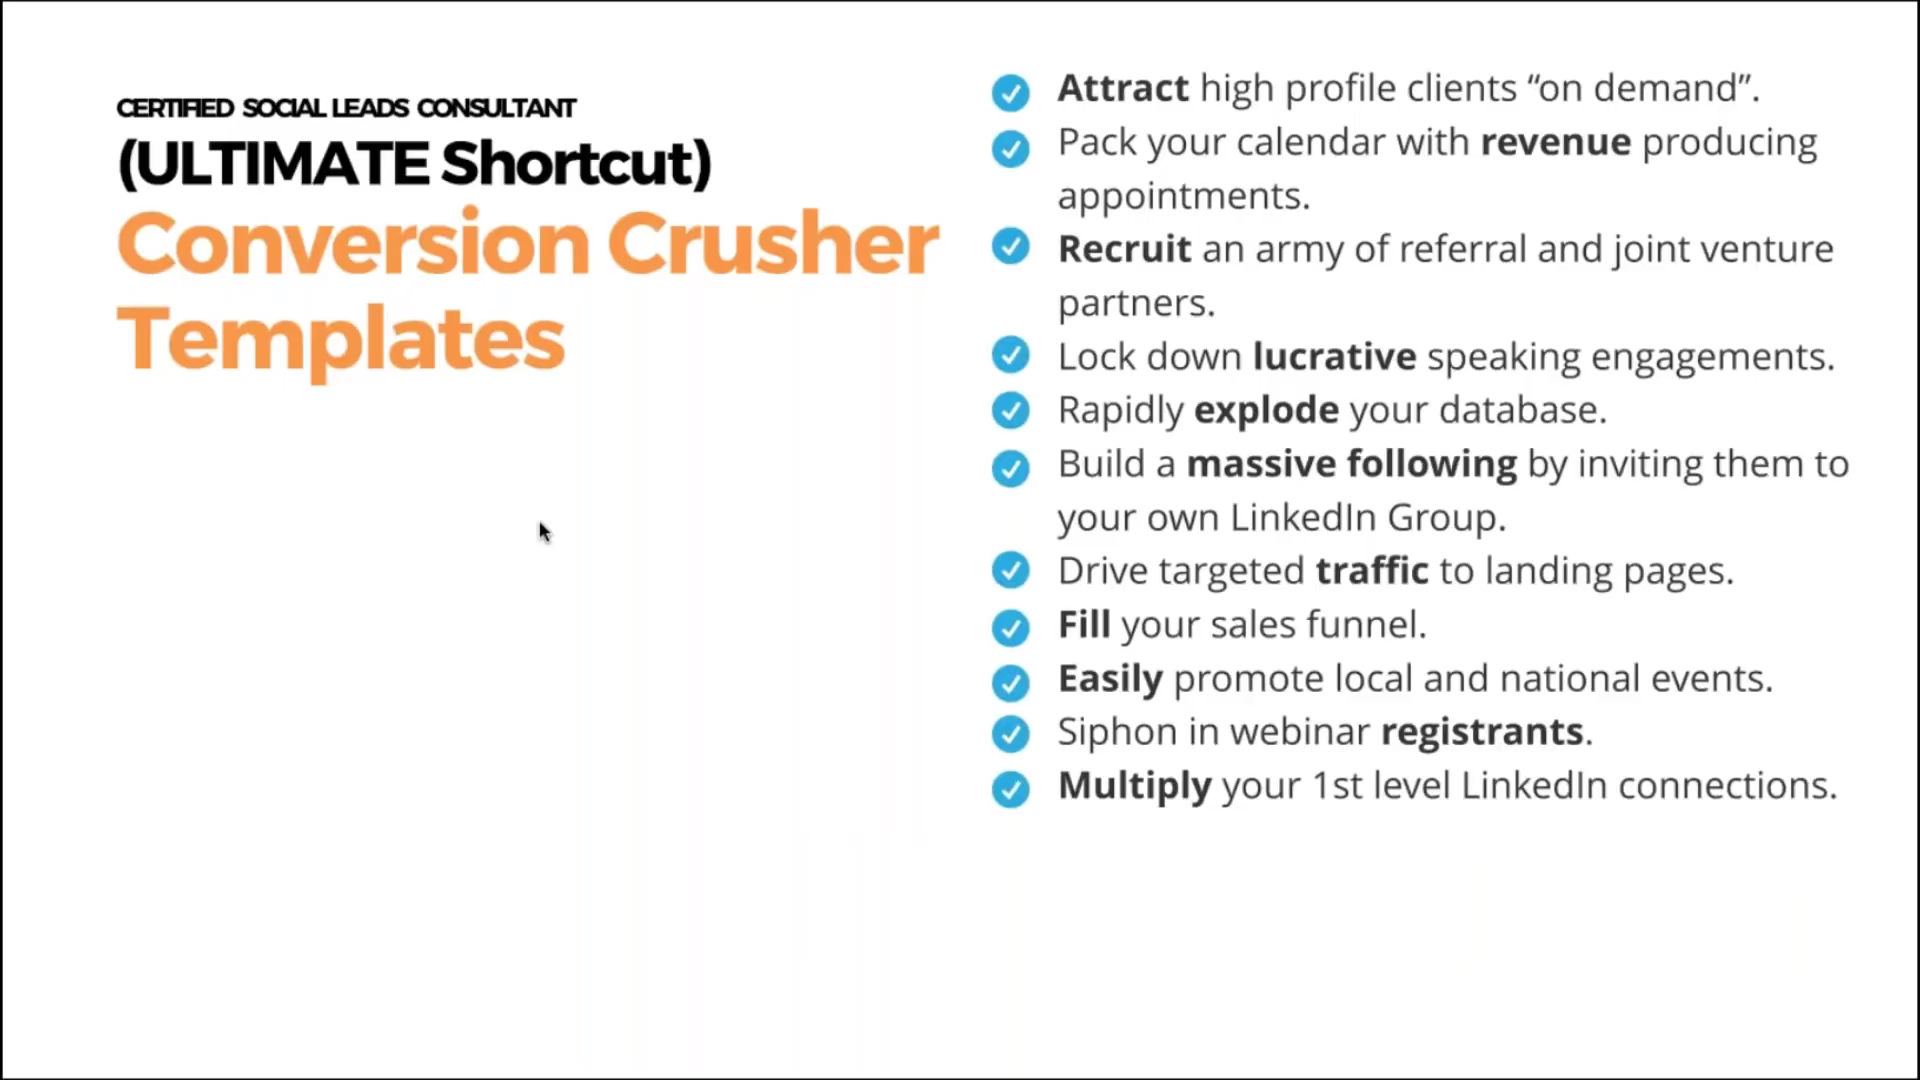 CERTIFIED SOCIAL LEADS CONSULTANT
(ULTIMATE Shortcut)
Conversion Crusher
Templates
Attract high profile clients “on demand”.
Pack your calendar with revenue producing
appointments.
Recruit an army of referral and joint venture
partners.
Lock down lucrative speaking engagements.
Rapidly explode your database.
Build a massive following by inviting them to
your own LinkedIn Group.
Drive targeted traffic to landing pages.
Fill your sales funnel.
Easily promote local and national events.
Siphon in webinar registrants.
Multiply your 1st level LinkedIn connections.